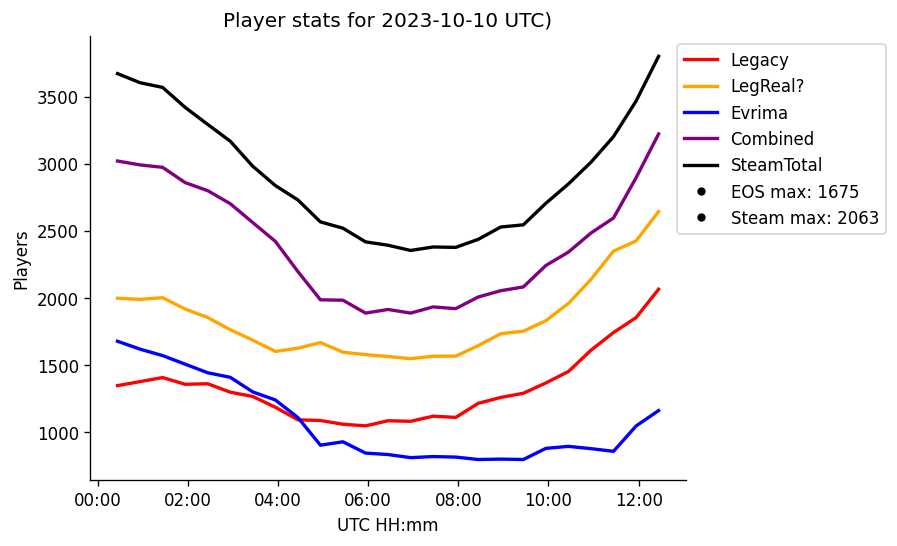 Player stats for 2023-10-10 UTC)
Legacy
LegReal?
Evrima
Combined
SteamTotal
EOS max: 1675
Steam max: 2063
Players
3500
3000
2500
2000
1500
1000
00:00 02:00 04:00 06:00 08:00 10:00 12:00
UTC HH:mm